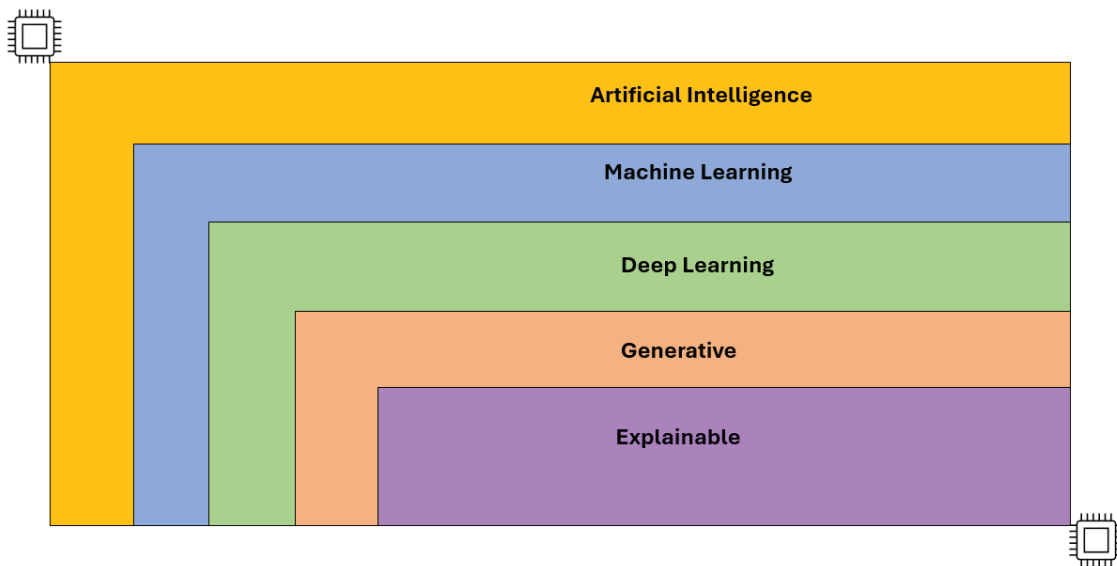 Artificial Intelligence
Machine Learning
Deep Learning
Generative
Explainable